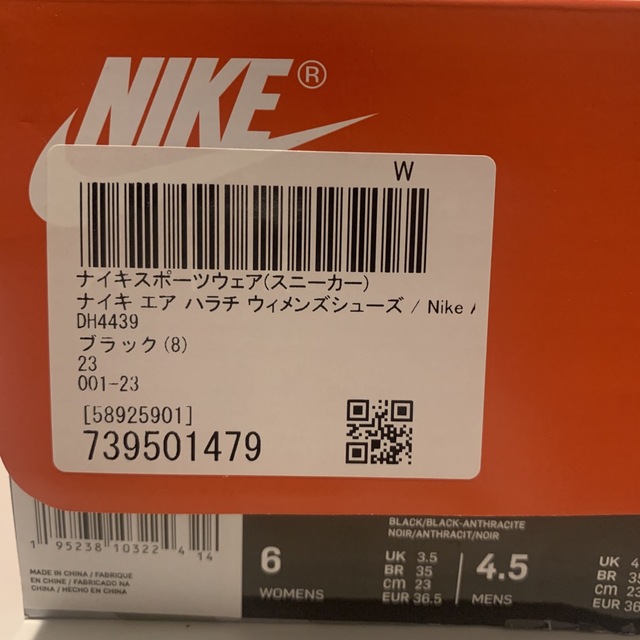 NIKE®
W
ナイキスポーツウェア(スニーカー)
ナイキ エア ハラチ ウィメンズシューズ / Nike
DH4439
ブラック(8)
23
001-23
[58925901]
739501479
BLACK/BLACK-ANTHRACITE
NOIR/ANTHRACIT/NOIR
1 95238 10322 4 14
MADE IN CHINA / FABRIQUE
EN CHINE / FABRICADO NA
CHINA / HECHO EN CHINA
6
WOMENS
UK 3.5
BR 35
cm 23
EUR 36.5
4.5
MENS
UK
BR
cm 23
EUR